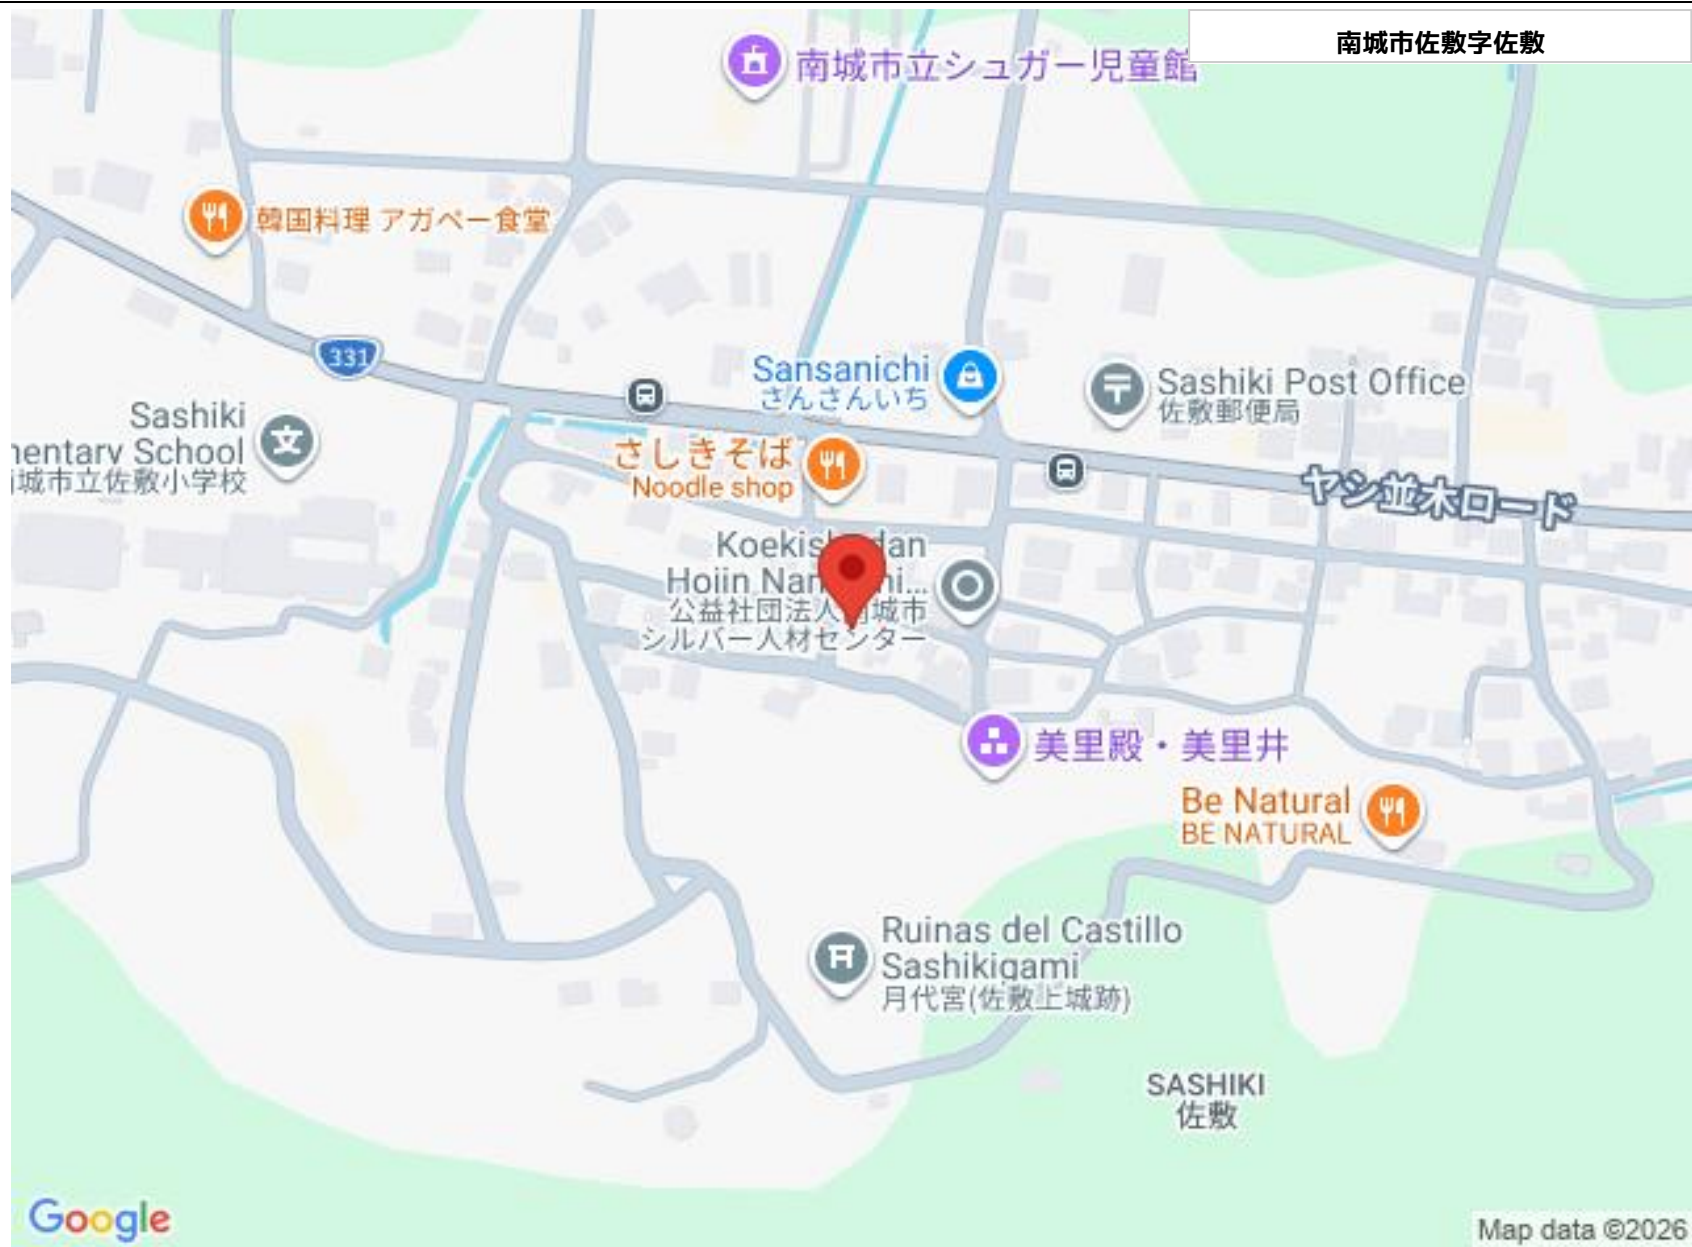 南城市佐敷字佐敷
南城市立シュガー児童館
韓国料理 アガペー食堂
331
Sansanichi
さんさんいち
Sashiki Post Office
佐敷郵便局
Sashiki
mentary School
城市立佐敷小学校
さしきそば
Noodle shop
ヤシ並木ロード
Koekish dan
Hojin Nan hi...
公益社団法人 城市
シルバー人材センター
美里殿・美里井
Be Natural
BE NATURAL
Ruinas del Castillo
Sashikigami
月代宮(佐敷上城跡)
SASHIKI
佐敷
Google
Map data ©2026